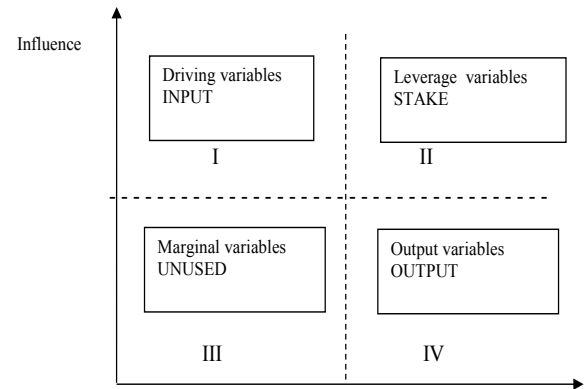 Influence
Driving variables
INPUT
I
Leverage variables
STAKE
II
Marginal variables
UNUSED
III
Output variables
OUTPUT
IV